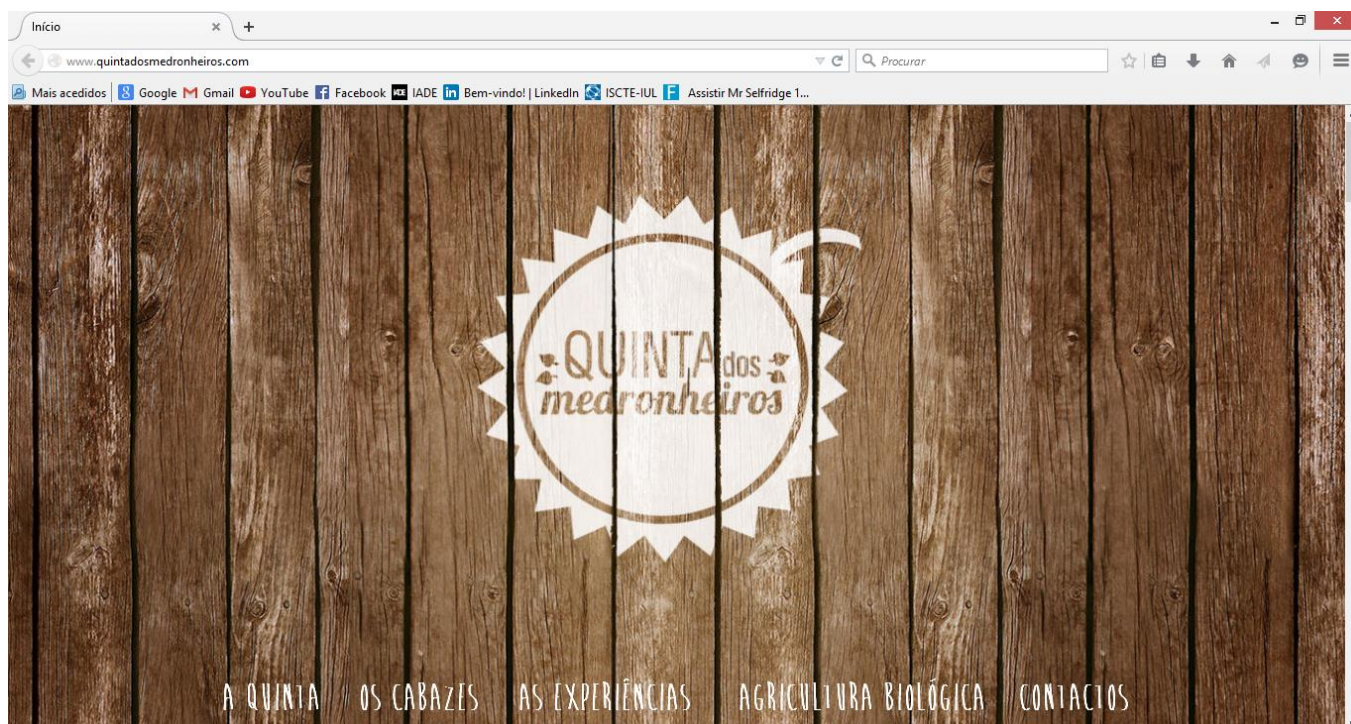 Início
www.quintadosmedronheiros.com
Procurar
Mais acedidos Google Gmail YouTube Facebook IADE Bem-vindo! | LinkedIn ISCTE-IUL Assistir Mr Selfridge 1...
QUINTA dos
medronheiros
A QUINTA OS CABAZES AS EXPERIÊNCIAS AGRICULTURA BIOLÓGICA CONTACTOS